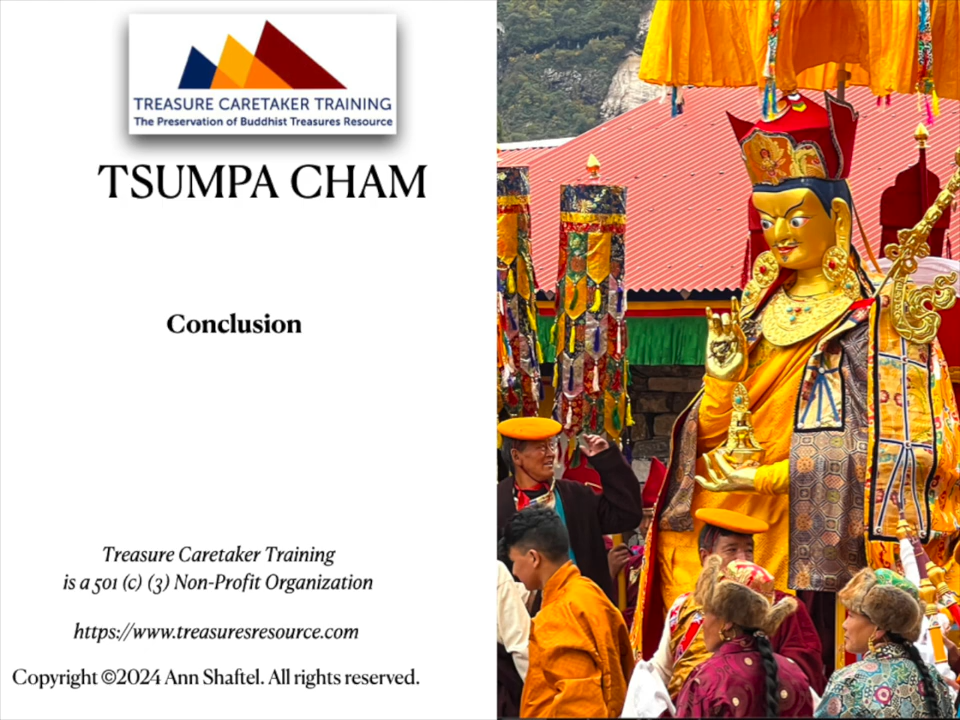 TREASURE CARETAKER TRAINING
The Preservation of Buddhist Treasures Resource
TSUMPA CHAM
Conclusion
Treasure Caretaker Training
is a 501 (c) (3) Non-Profit Organization
https://www.treasuresresource.com
Copyright ©2024 Ann Shaftel. All rights reserved.